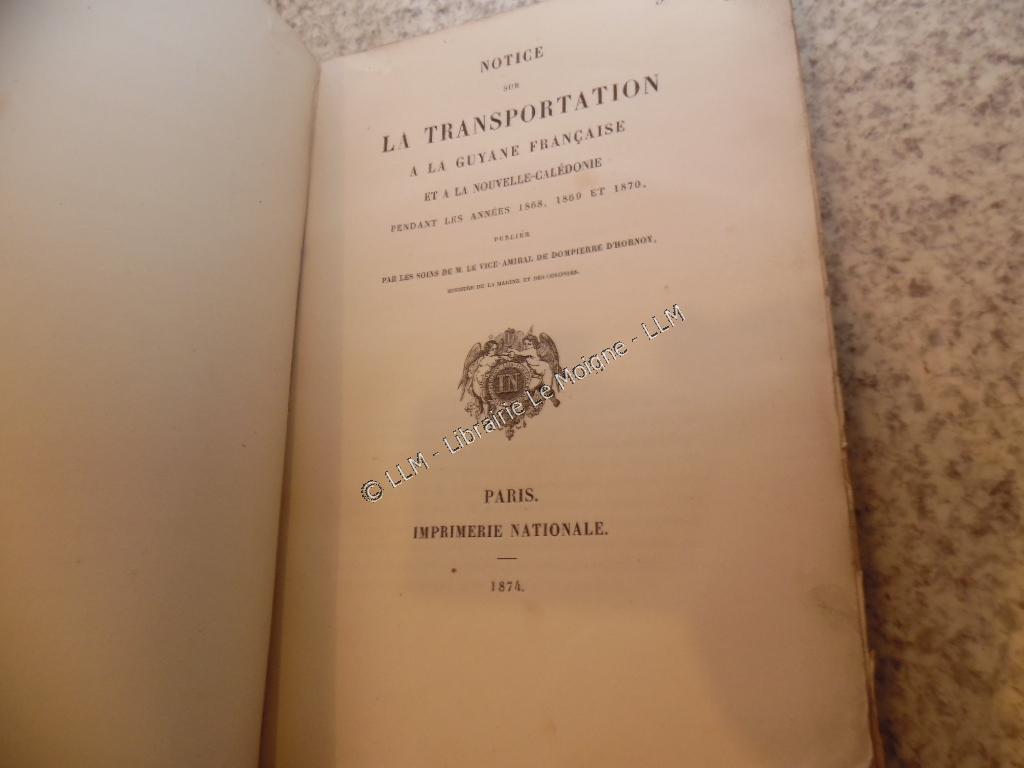 NOTICE
SUR
LA TRANSPORTATION
A LA GUYANE FRANÇAISE
ET A LA NOUVELLE-CALÉDONIE
PENDANT LES ANNÉES 1868, 1869 ET 1870,
PUBLIÉE
PAR LES SOINS DE M. LE VICE-AMIRAL DE DOMPIERRE D'HORNOY,
MINISTRE DE LA MARINE ET DES COLONIES.
IN
© LLM - Librairie Le Moigne - LLM
PARIS.
IMPRIMERIE NATIONALE.
1874.